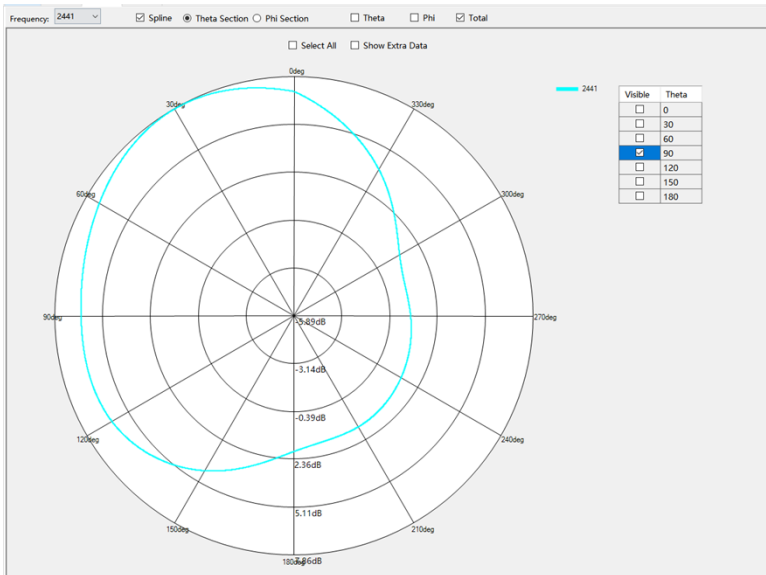 Frequency: 2441 Spline Theta Section Phi Section Theta Phi Total
Select All Show Extra Data
0deg
2441
Visible Theta
0
30
60
90
120
150
180
30deg
330deg
60deg
300deg
90deg
270deg
-5.89dB
-3.14dB
-0.39dB
120deg
240deg
2.36dB
5.11dB
150deg
210deg
180deg
7.86dB